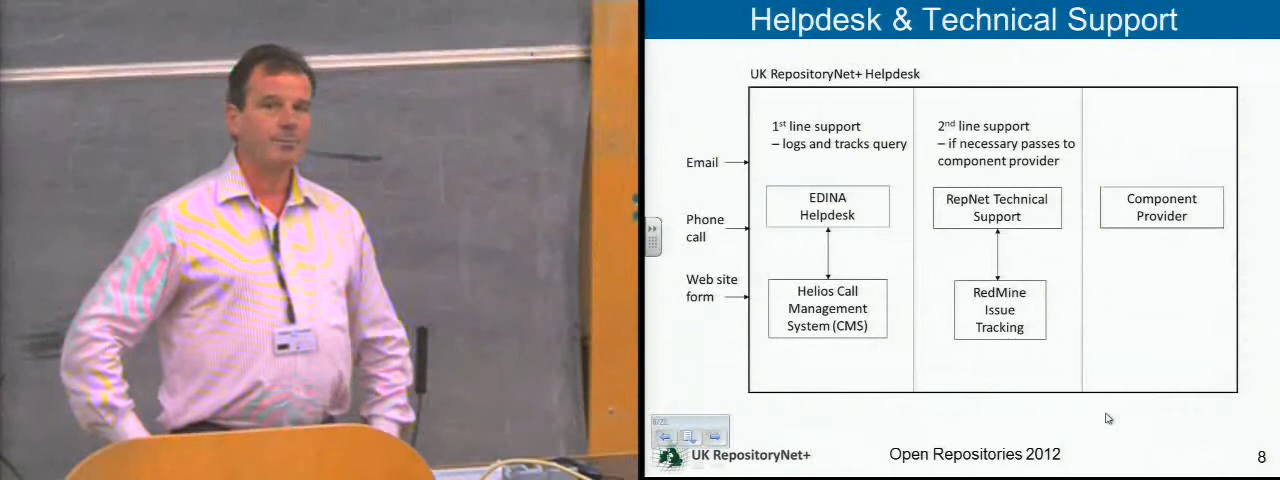 Helpdesk & Technical Support
UK RepositoryNet+ Helpdesk
1st line support
– logs and tracks query
2nd line support
– if necessary passes to
component provider
Email
Phone
call
Web site
form
EDINA
Helpdesk
RepNet Technical
Support
Component
Provider
Helios Call
Management
System (CMS)
RedMine
Issue
Tracking
UK RepositoryNet+
Open Repositories 2012
8